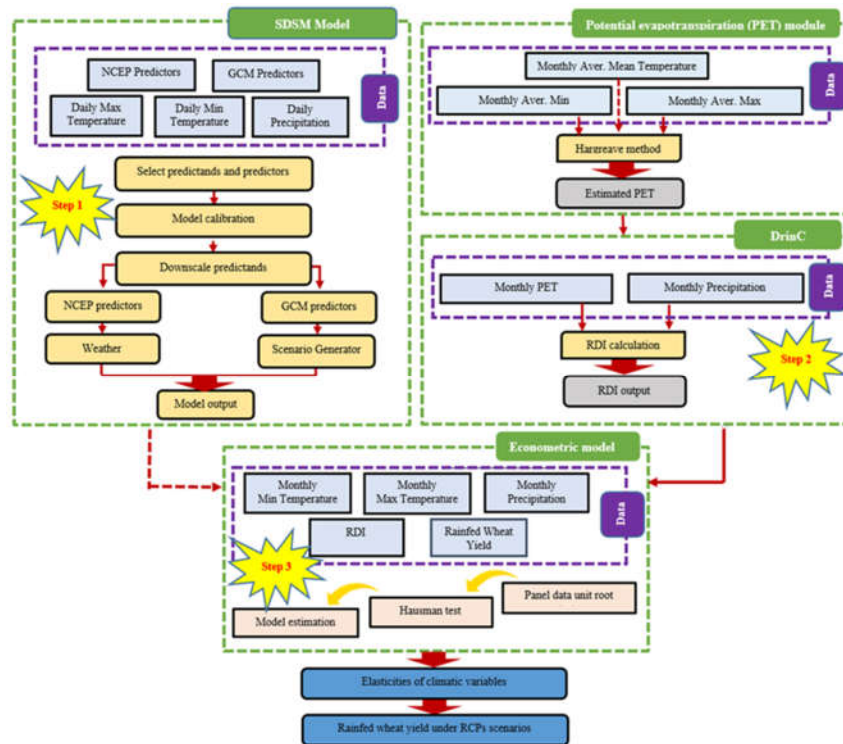 SDSM Model
NCEP Predictors
GCM Predictors
Daily Max
Temperature
Daily Min
Temperature
Daily
Precipitation
Data
Step 1
Select predictands and predictors
Model calibration
Downscale predictands
NCEP predictors
GCM predictors
Weather
Scenario Generator
Model output
Potential evapotranspiration (PET) module
Monthly Aver. Mean Temperature
Monthly Aver. Min
Monthly Aver. Max
Data
Hargreave method
Estimated PET
DrinC
Monthly PET
Monthly Precipitation
Data
RDI calculation
RDI output
Step 2
Econometric model
Monthly
Min Temperature
Monthly
Max Temperature
Monthly
Precipitation
RDI
Rainfed Wheat
Yield
Data
Step 3
Panel data unit root
Hausman test
Model estimation
Elasticities of climatic variables
Rainfed wheat yield under RCPs scenarios